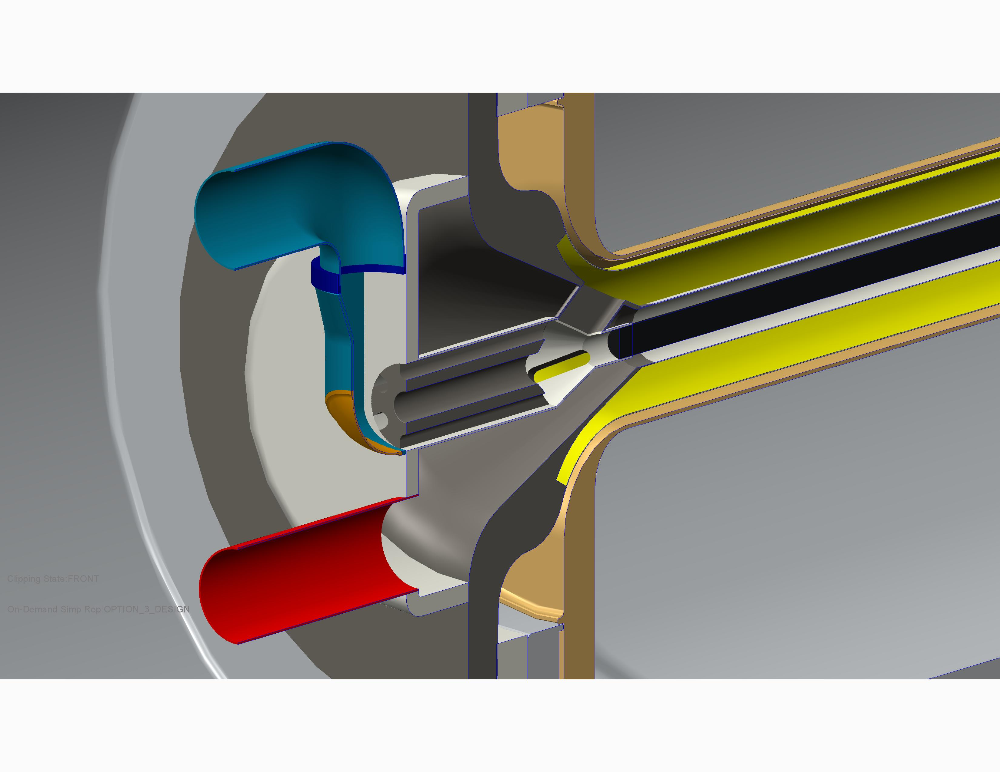 Clipping State:FRONT
On-Demand Simp Rep:OPTION_3_DESIGN